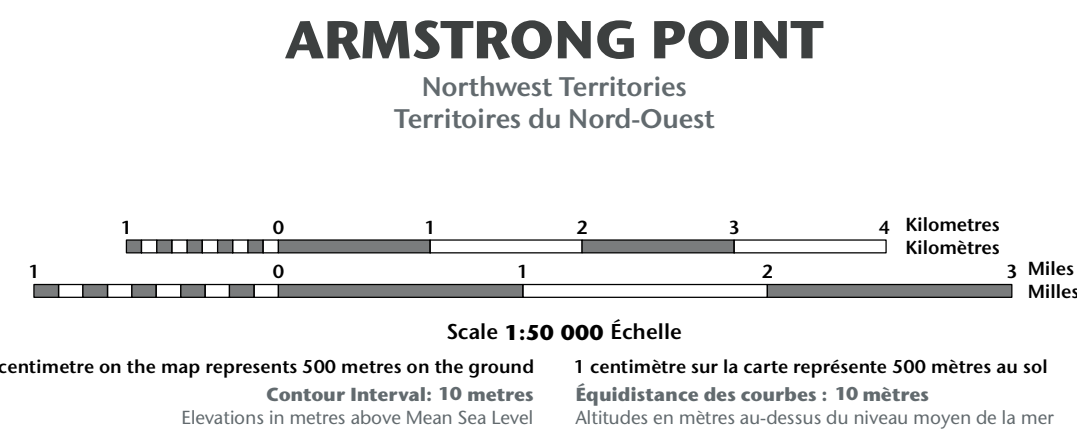 ARMSTRONG POINT
Northwest Territories
Territoires du Nord-Ouest
1 0 1 2 3 4 Kilometres
Kilomètres
1 0 1 2 3 Miles
Milles
Scale 1:50 000 Échelle
centimetre on the map represents 500 metres on the ground
1 centimètre sur la carte représente 500 mètres au sol
Contour Interval: 10 metres
Équidistance des courbes : 10 mètres
Elevations in metres above Mean Sea Level
Altitudes en mètres au-dessus du niveau moyen de la mer